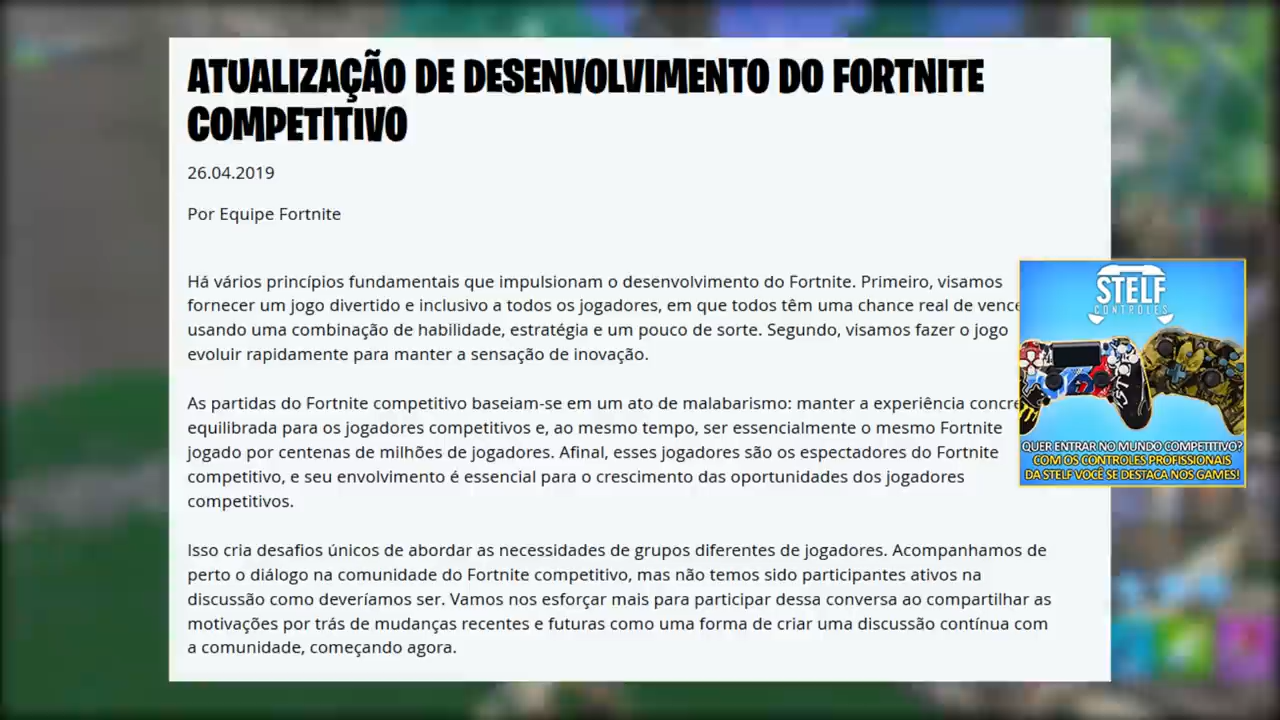 ATUALIZAÇÃO DE DESENVOLVIMENTO DO FORTNITE
COMPETITIVO
26.04.2019
Por Equipe Fortnite
Há vários princípios fundamentais que impulsionam o desenvolvimento do Fortnite. Primeiro, visamos
fornecer um jogo divertido e inclusivo a todos os jogadores, em que todos têm uma chance real de vence
usando uma combinação de habilidade, estratégia e um pouco de sorte. Segundo, visamos fazer o jogo
evoluir rapidamente para manter a sensação de inovação.
As partidas do Fortnite competitivo baseiam-se em um ato de malabarismo: manter a experiência concre
equilibrada para os jogadores competitivos e, ao mesmo tempo, ser essencialmente o mesmo Fortnite
jogado por centenas de milhões de jogadores. Afinal, esses jogadores são os espectadores do Fortnite
competitivo, e seu envolvimento é essencial para o crescimento das oportunidades dos jogadores
competitivos.
Isso cria desafios únicos de abordar as necessidades de grupos diferentes de jogadores. Acompanhamos de
perto o diálogo na comunidade do Fortnite competitivo, mas não temos sido participantes ativos na
discussão como deveríamos ser. Vamos nos esforçar mais para participar dessa conversa ao compartilhar as
motivações por trás de mudanças recentes e futuras como uma forma de criar uma discussão contínua com
a comunidade, começando agora.
STELF
CONTROLES
QUER ENTRAR NO MUNDO COMPETITIVO?
COM OS CONTROLES PROFISSIONAIS
DA STELF VOCÊ SE DESTACA NOS GAMES!